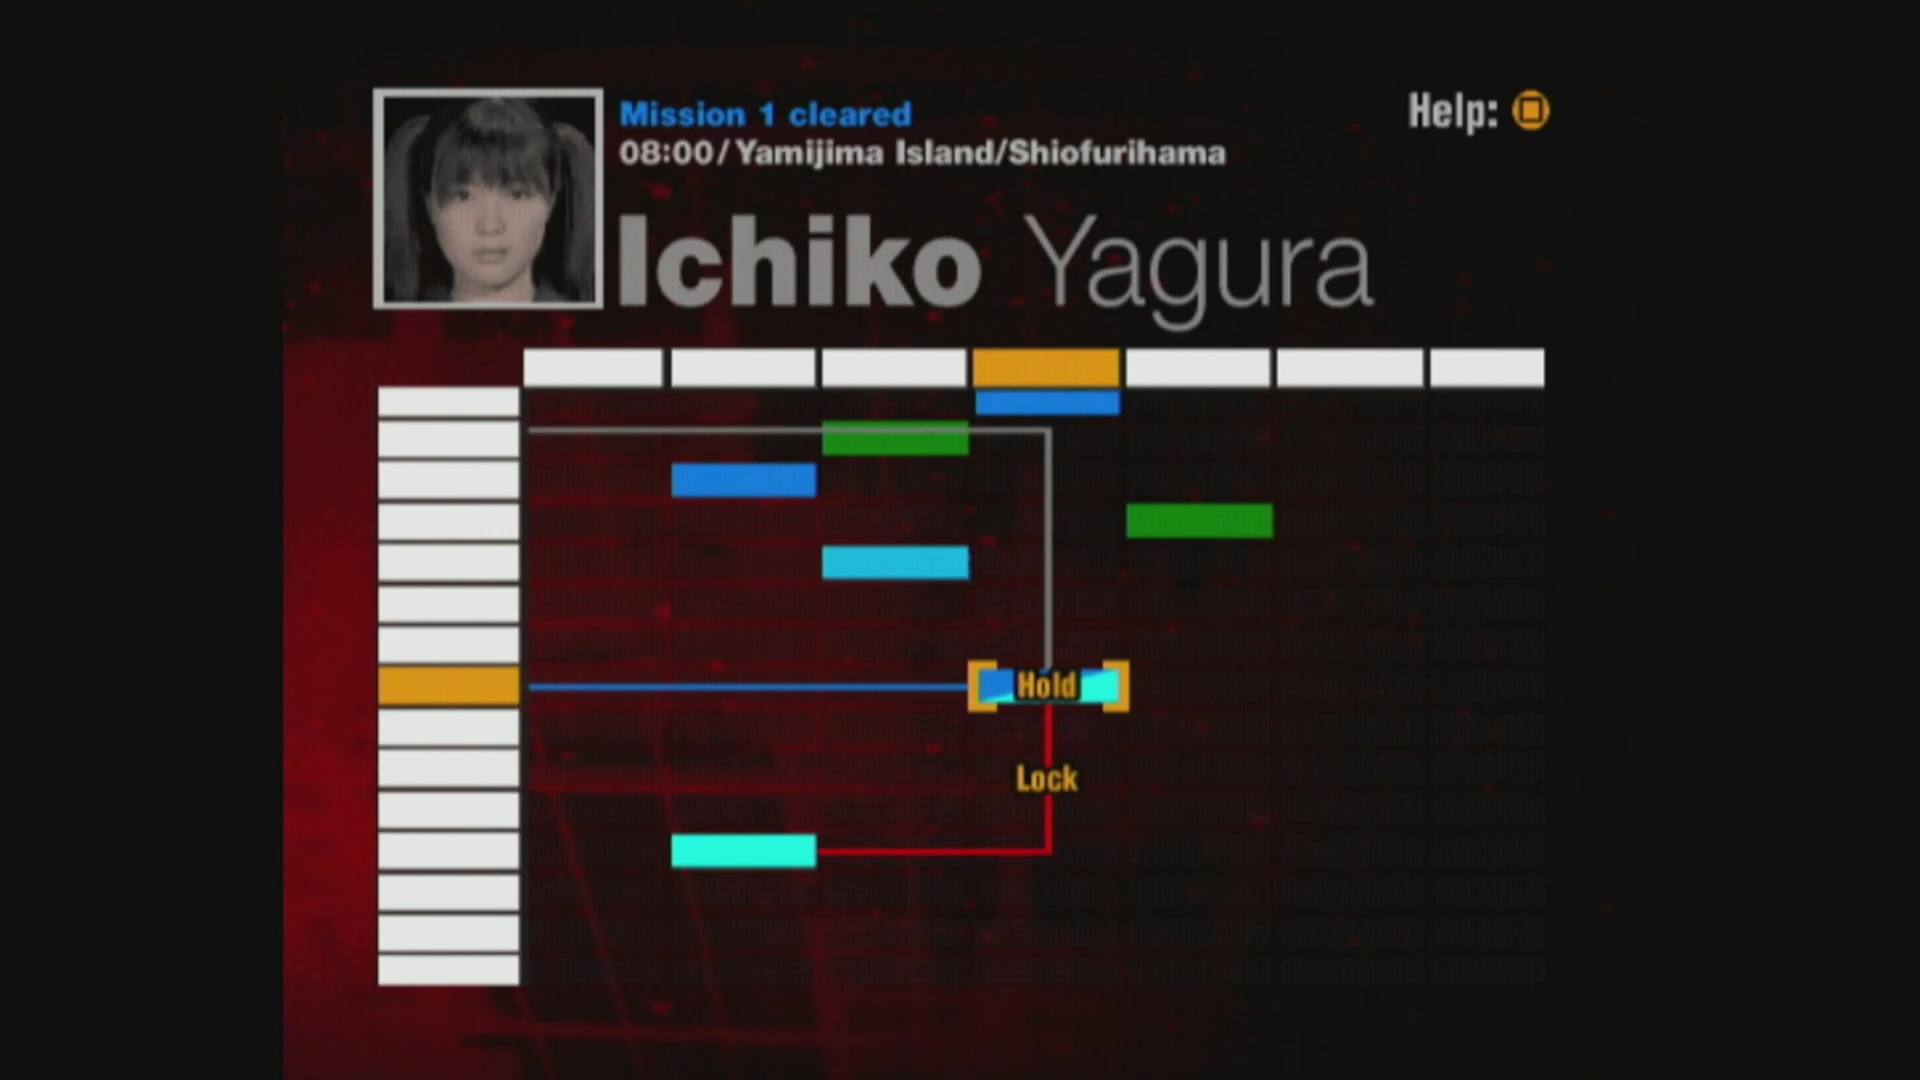 Mission 1 cleared
Help:
08:00/Yamijima Island/Shiofurihama
Ichiko Yagura
Hold
Lock